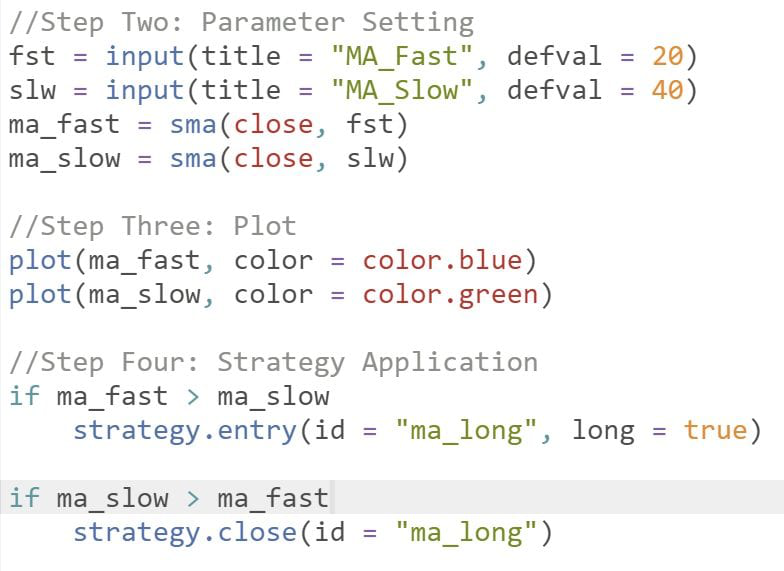 //Step Two: Parameter Setting
fst = input(title = "MA_Fast", defval = 20)
slw = input(title = "MA_Slow", defval = 40)
ma_fast = sma(close, fst)
ma_slow = sma(close, slw)

//Step Three: Plot
plot(ma_fast, color = color.blue)
plot(ma_slow, color = color.green)

//Step Four: Strategy Application
if ma_fast > ma_slow
    strategy.entry(id = "ma_long", long = true)

if ma_slow > ma_fast
    strategy.close(id = "ma_long")